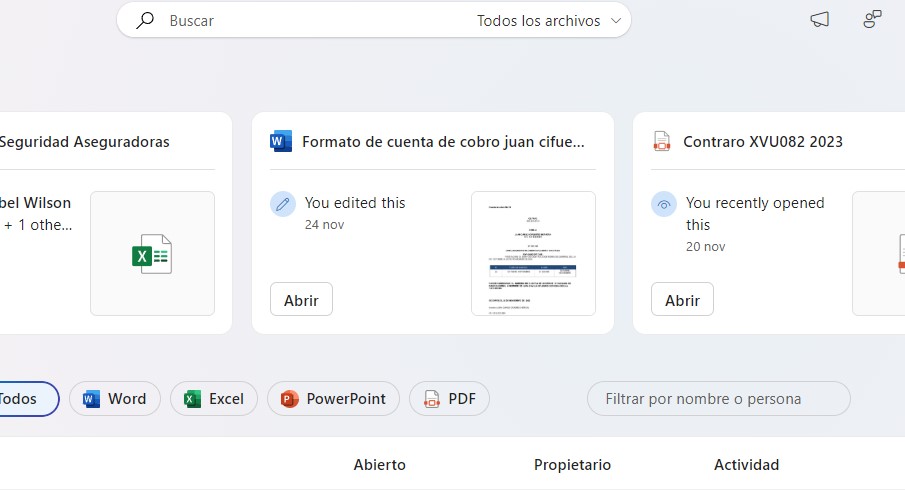 Buscar
Todos los archivos
Seguridad Aseguradoras
bel Wilson
+ 1 othe...
Formato de cuenta de cobro juan cifue...
You edited this
24 nov
Abrir
Contraro XVU082 2023
You recently opened
this
20 nov
Abrir
Todos
Word
Excel
PowerPoint
PDF
Filtrar por nombre o persona
Abierto
Propietario
Actividad